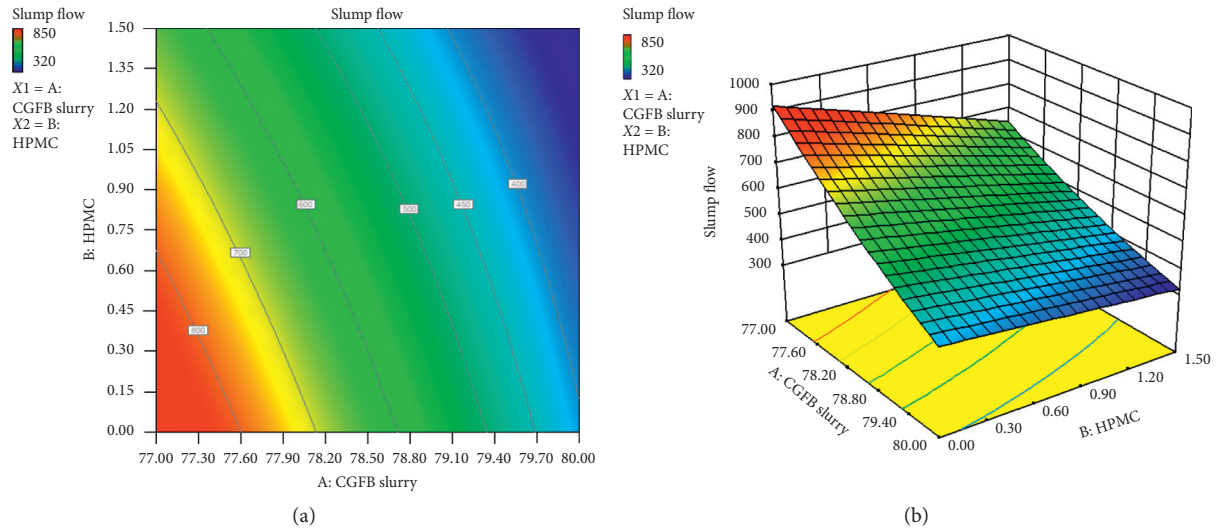 Slump flow
850
320
X1 = A:
CGFB slurry
X2 = B:
HPMC
Slump flow
1.50
1.35
1.20
1.05
0.90
0.75
0.60
0.45
0.30
0.15
0.00
B: HPMC
800
700
600
500
450
400
77.00 77.30 77.60 77.90 78.20 78.50 78.80 79.10 79.40 79.70 80.00
A: CGFB slurry
(a)
Slump flow
850
320
X1 = A:
CGFB slurry
X2 = B:
HPMC
1000
900
800
700
600
500
400
300
Slump flow
77.00
77.60
78.20
78.80
79.40
80.00
A: CGFB slurry
0.00
0.30
0.60
0.90
1.20
1.50
B: HPMC
(b)